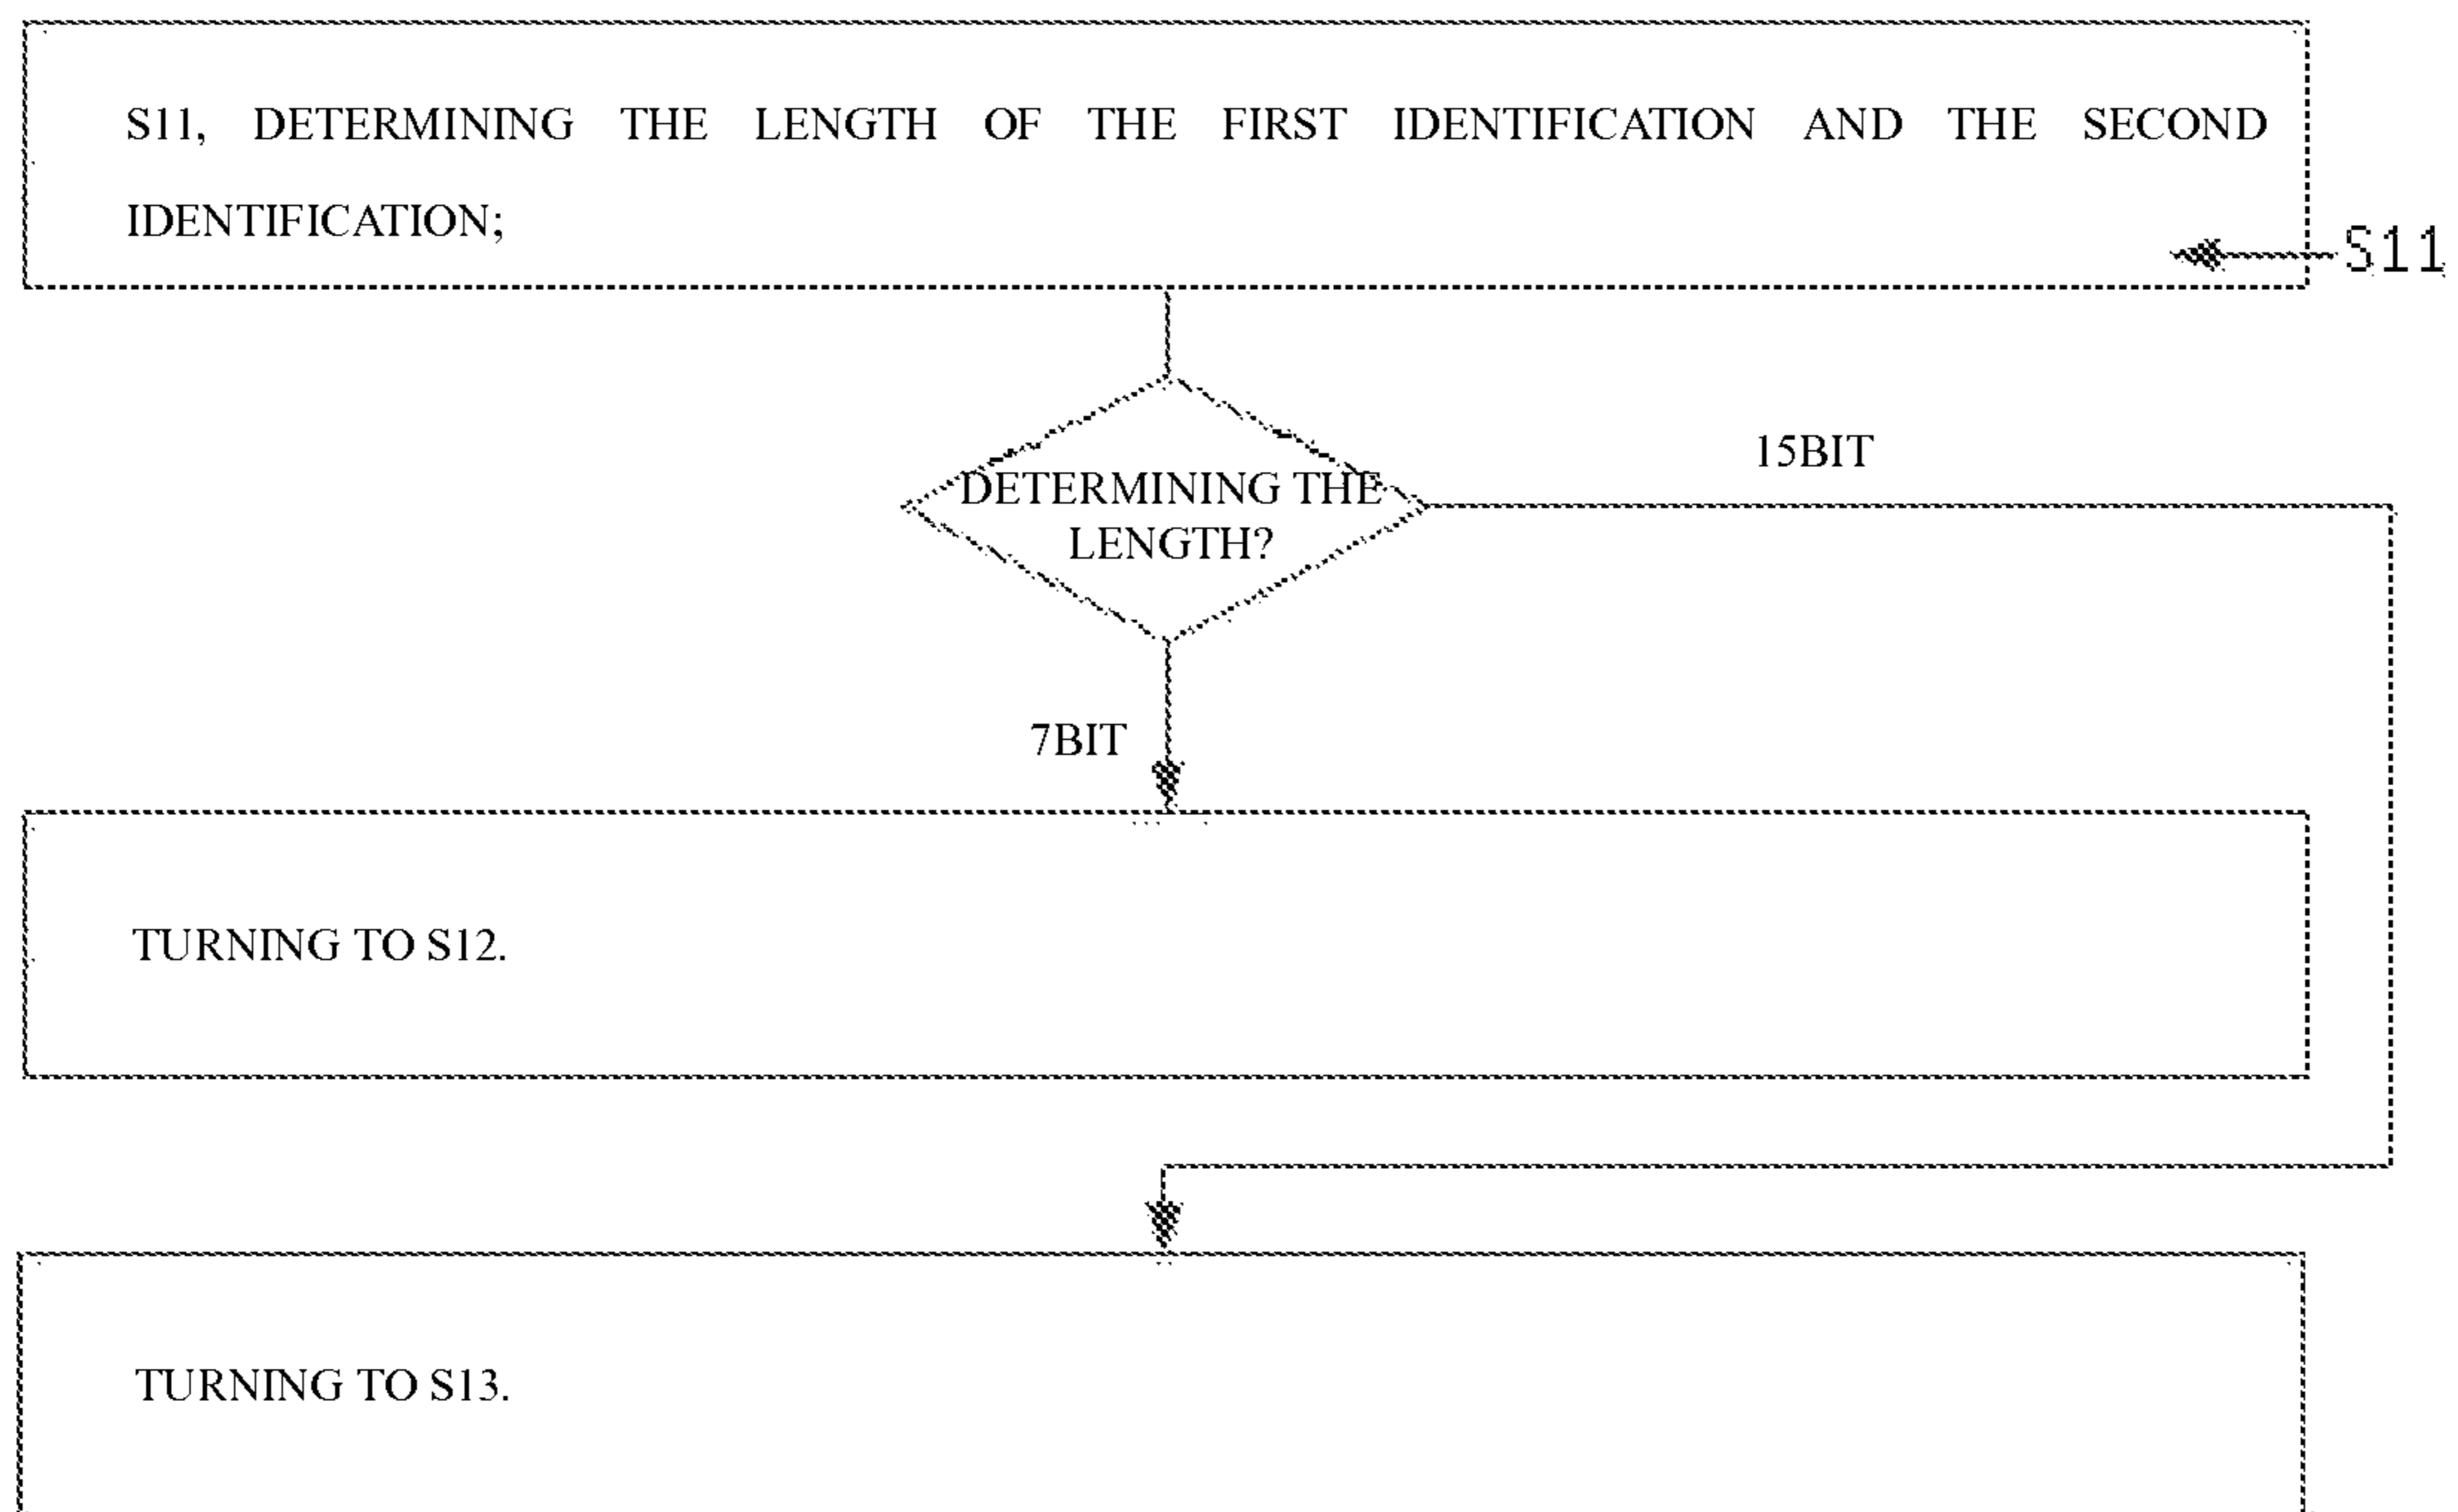 S11, DETERMINING THE LENGTH OF THE FIRST IDENTIFICATION AND THE SECOND
IDENTIFICATION;
S11
15BIT
DETERMINING THE
LENGTH?
7BIT
TURNING TO S12.
TURNING TO S13.